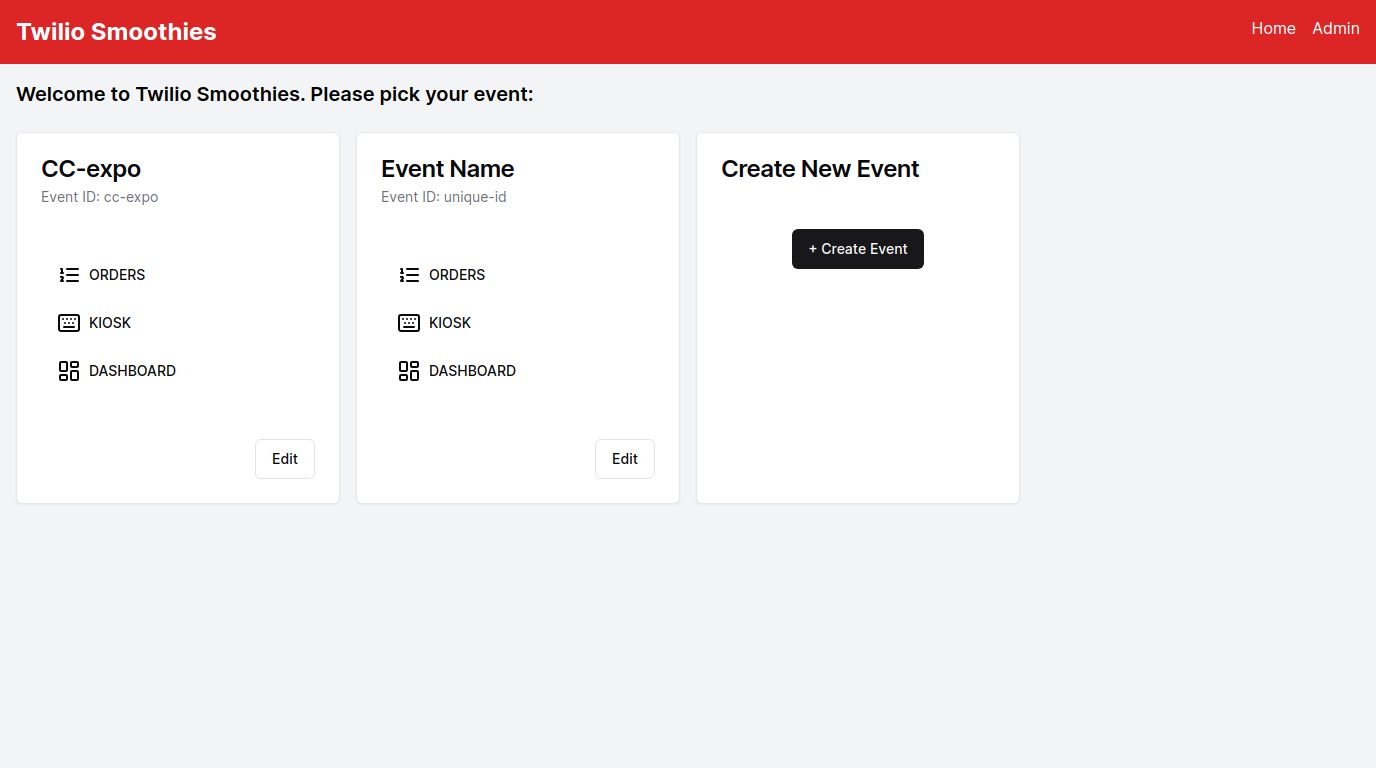 Twilio Smoothies
Home Admin
Welcome to Twilio Smoothies. Please pick your event:
CC-expo
Event ID: cc-expo
ORDERS
KIOSK
DASHBOARD
Edit
Event Name
Event ID: unique-id
ORDERS
KIOSK
DASHBOARD
Edit
Create New Event
+ Create Event